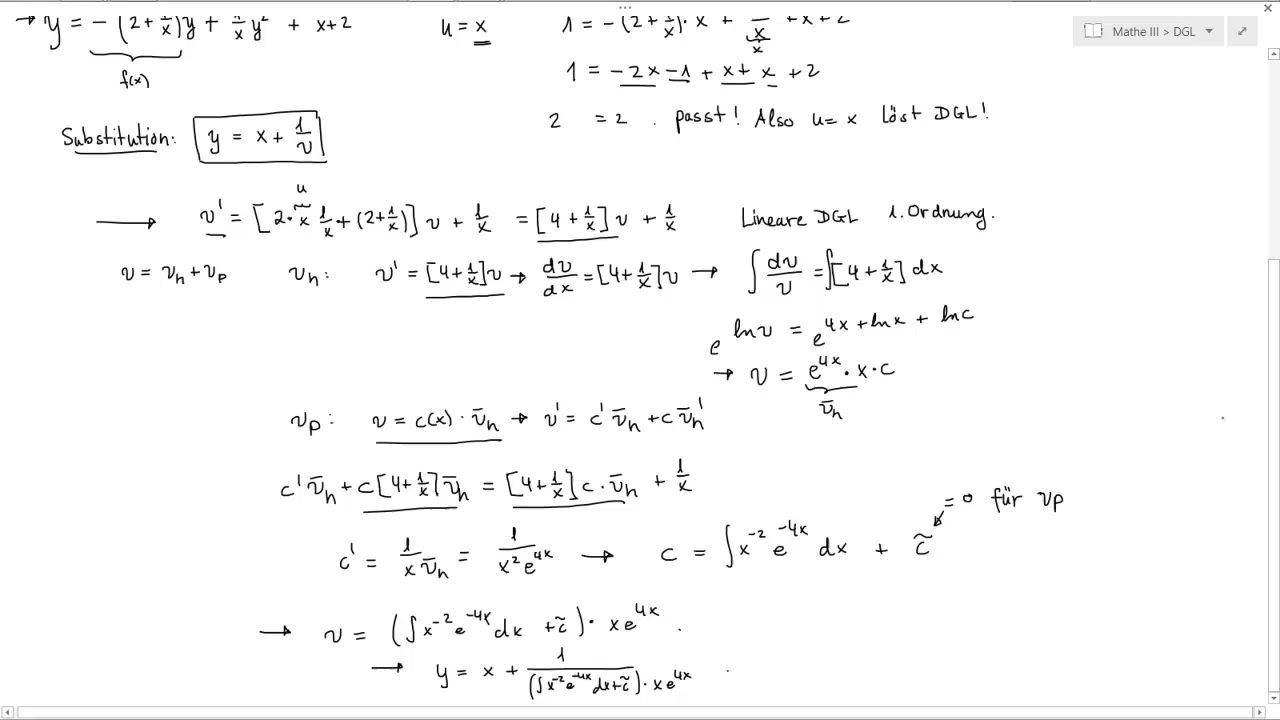 → y' = -(2+1/x)y + 1/x y² + x+2    u = x    1 = -(2+1/x)·x + x²/x + x+2
f(x)    1 = -2x -1 + x + x + 2
Mathe III > DGL
2 = 2 . passt! Also u = x löst DGL!
Substitution: y = x + 1/v
u
→ v' = [2·x 1/x + (2+1/x)] v + 1/x = [4+1/x] v + 1/x    Lineare DGL 1. Ordnung.
v = v_h + v_p    v_h: v' = [4+1/x]v → dv/dx = [4+1/x]v → ∫ dv/v = ∫[4+1/x] dx
e^(ln v) = e^(4x + ln x + ln c)
→ v = e^(4x) · x · c
v̄_h
v_p: v = c(x) · v̄_h → v' = c' v̄_h + c v̄_h'
c' v̄_h + c[4+1/x] v̄_h = [4+1/x] c · v̄_h + 1/x
= 0 für v_p
c' = 1/(x v̄_h) = 1/(x² e^(4x)) → c = ∫ x^(-2) e^(-4x) dx + c̃
→ v = (∫ x^(-2) e^(-4x) dx + c̃) · x e^(4x) .
→ y = x + 1/((∫ x^(-2) e^(-4x) dx + c̃) · x e^(4x))